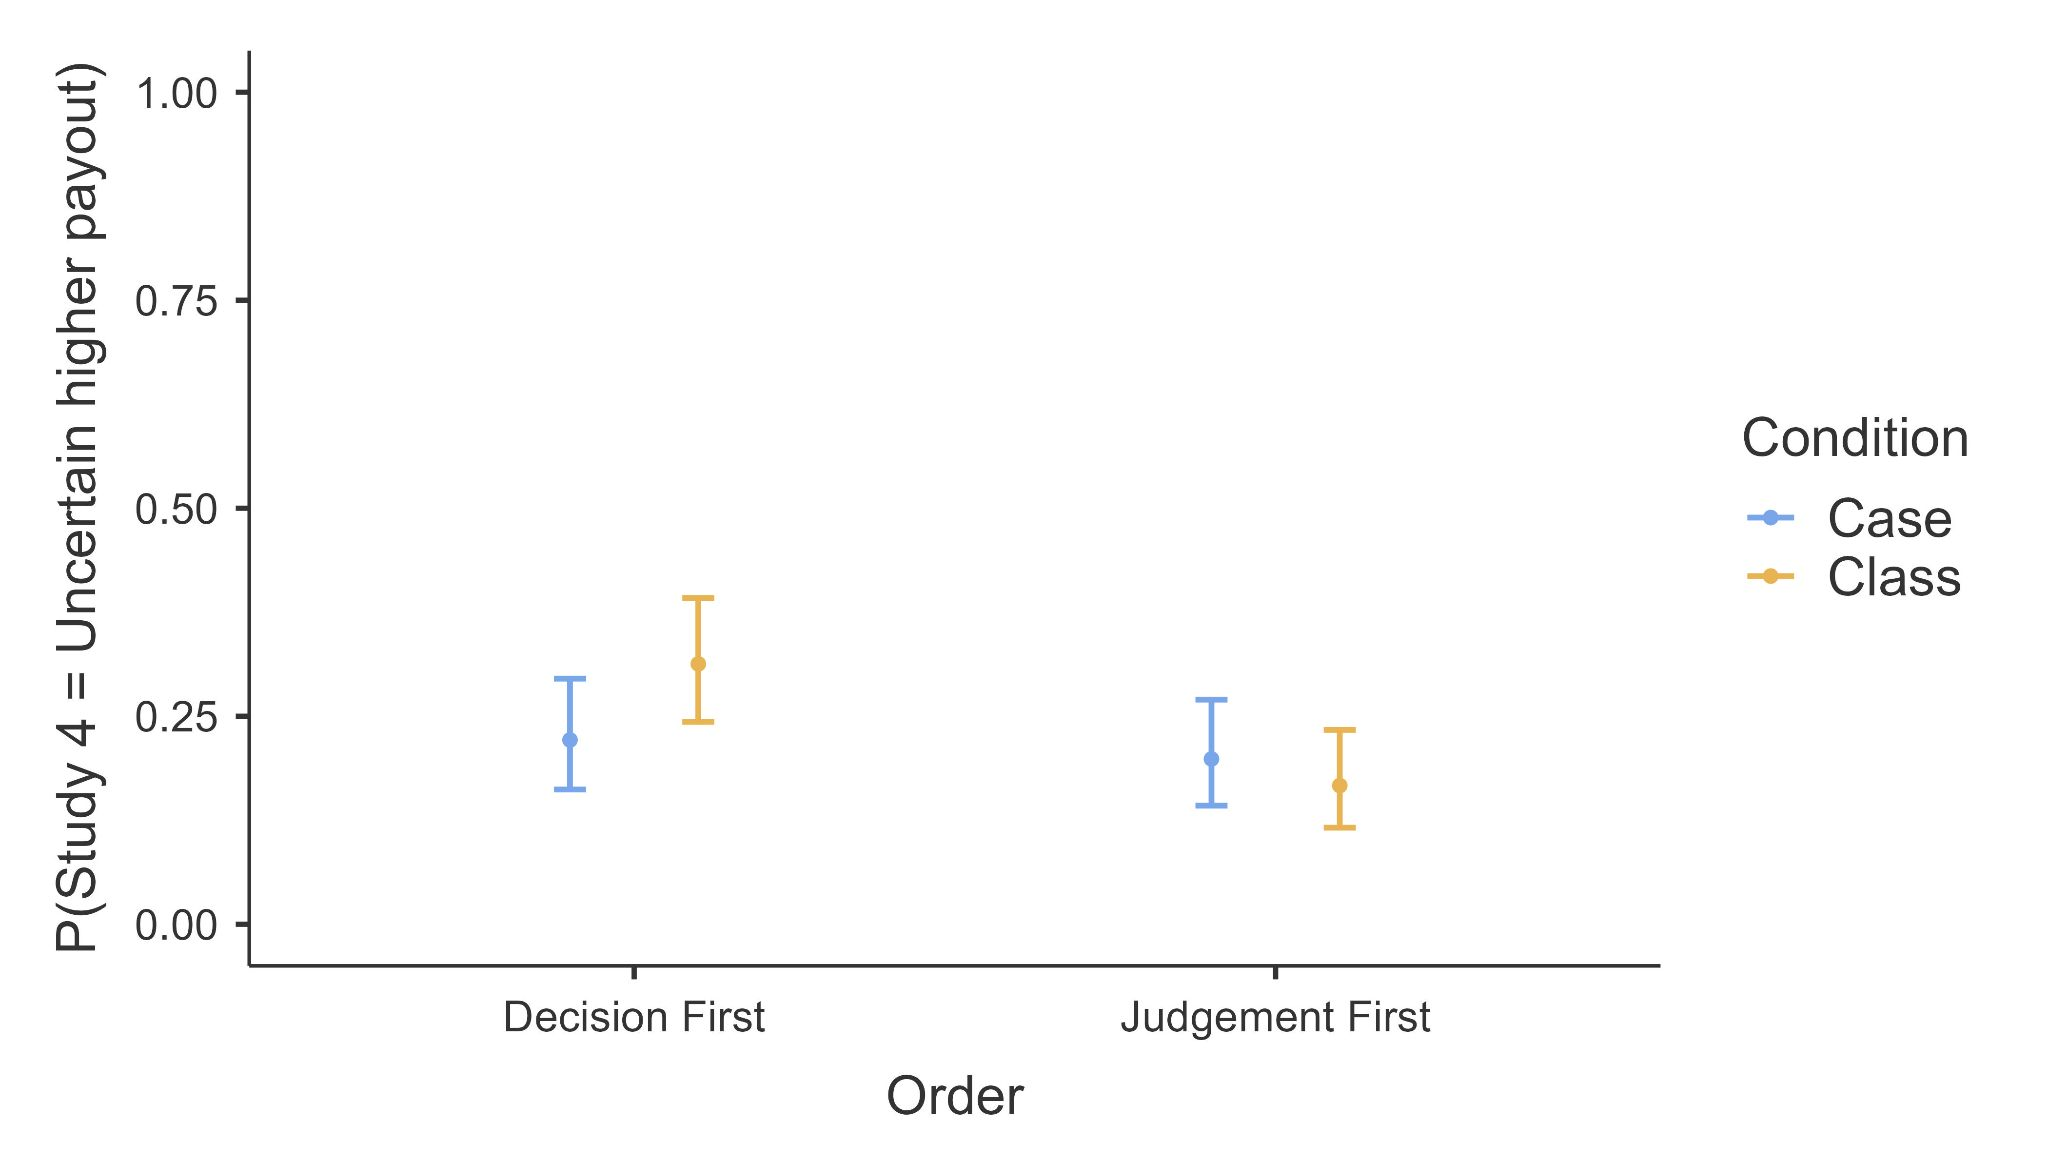 P(Study 4 = Uncertain higher payout)
1.00
0.75
0.50
0.25
0.00
Decision First
Judgement First
Order
Condition
Case
Class